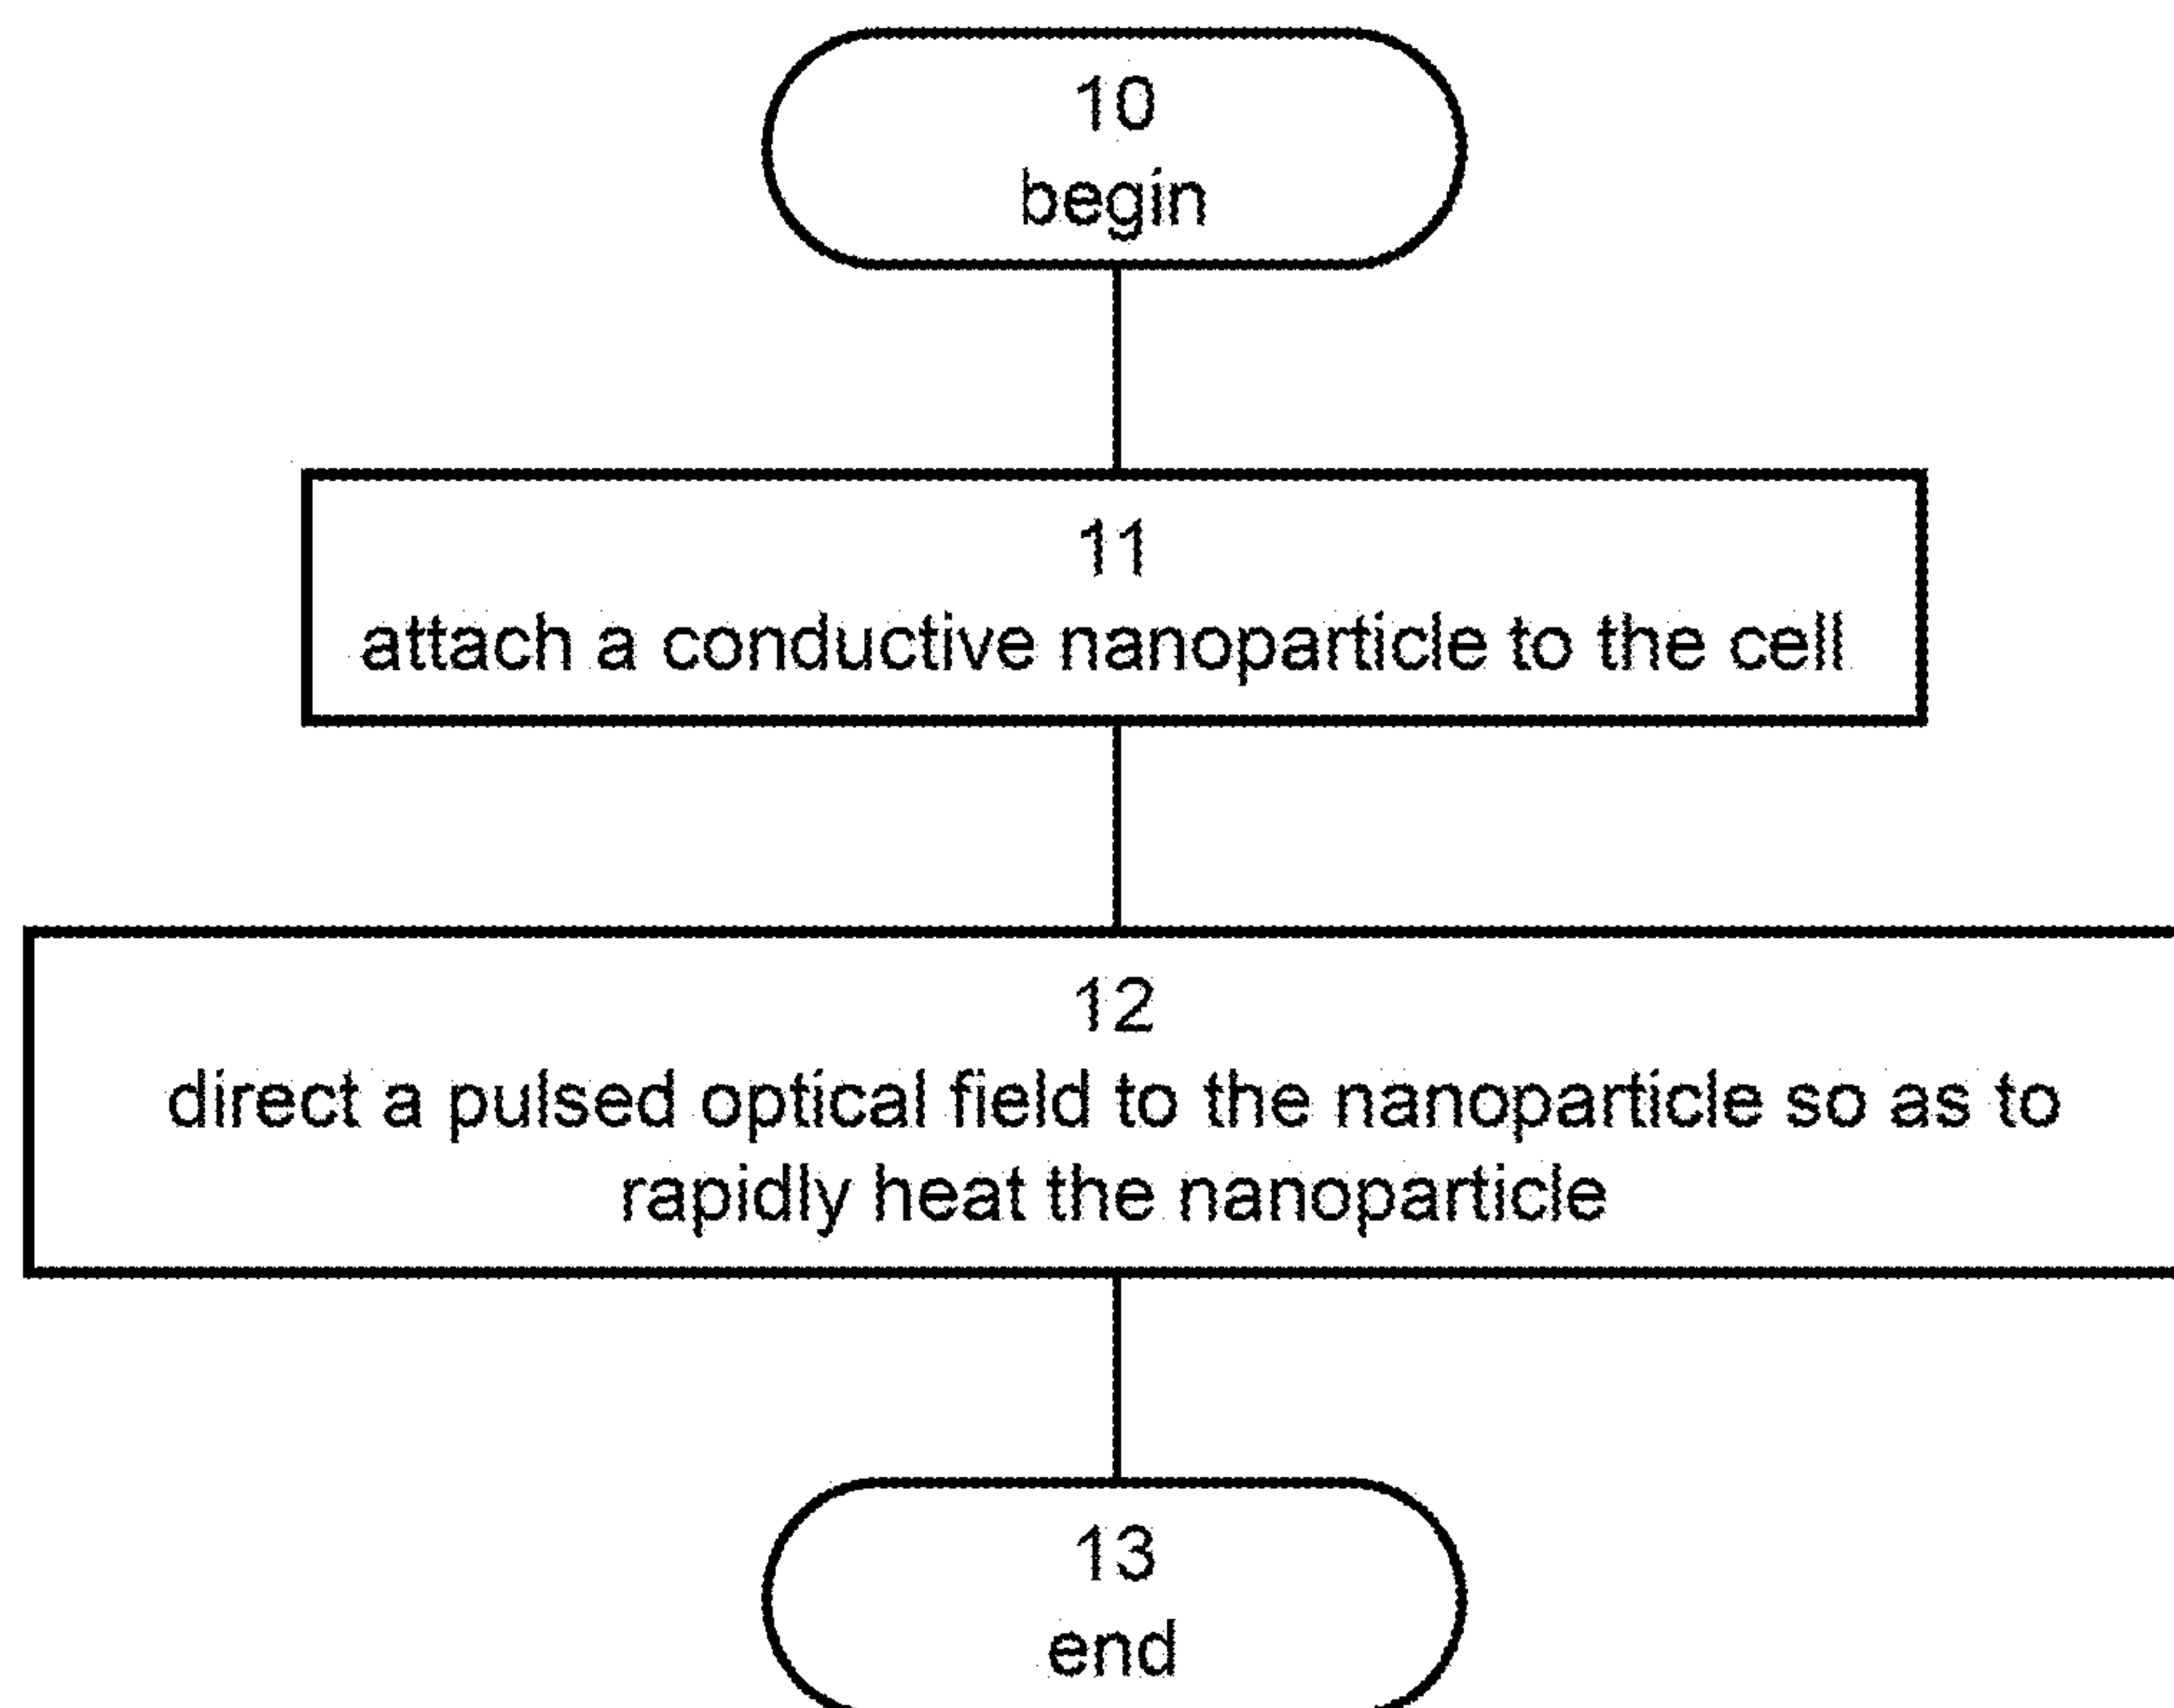 10
begin
11
attach a conductive nanoparticle to the cell
12
direct a pulsed optical field to the nanoparticle so as to
rapidly heat the nanoparticle
13
end